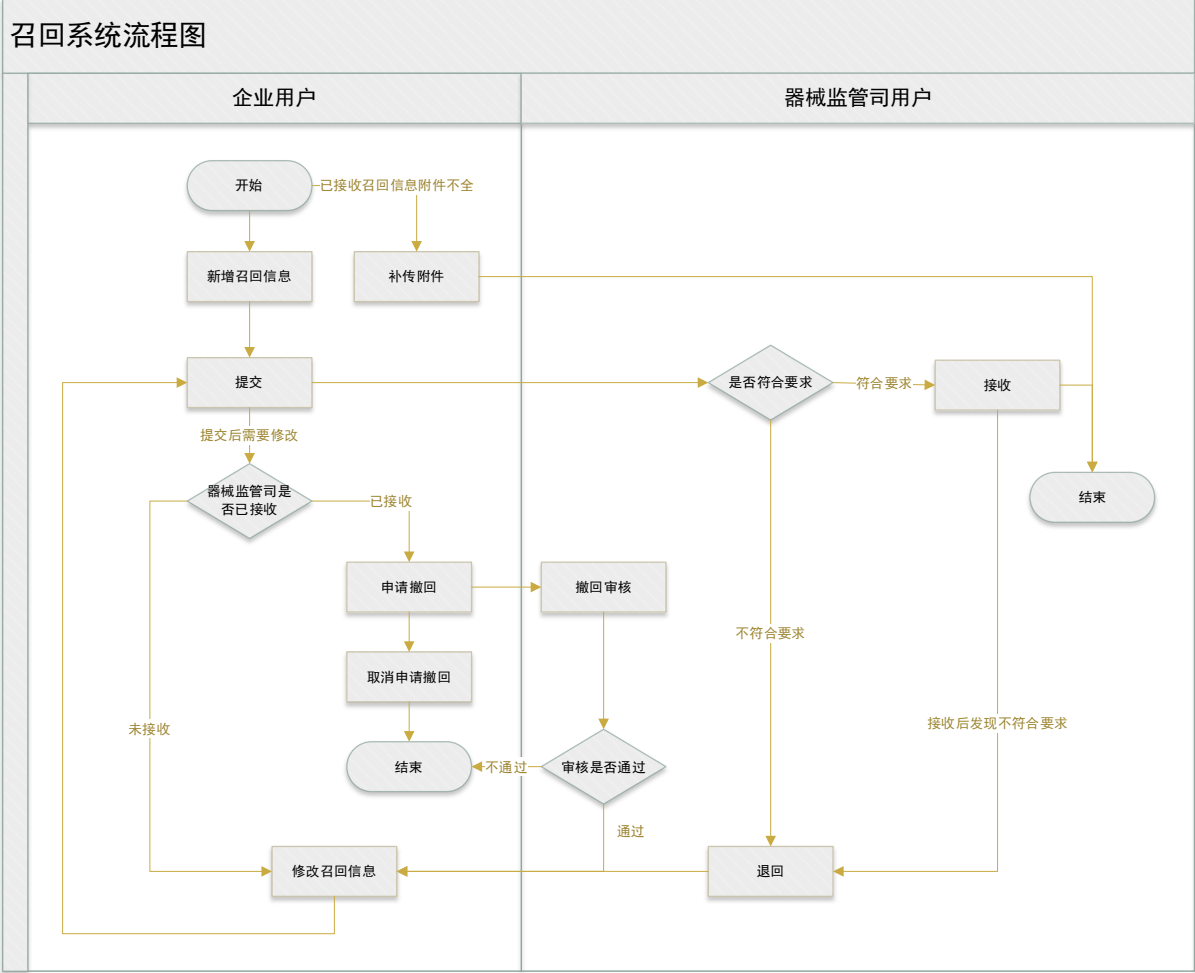 召回系统流程图
企业用户
器械监管司用户
开始
已接收召回信息附件不全
新增召回信息
补传附件
提交
是否符合要求
符合要求
接收
提交后需要修改
器械监管司是
否已接收
已接收
结束
申请撤回
撤回审核
不符合要求
取消申请撤回
接收后发现不符合要求
未接收
结束
不通过
审核是否通过
通过
修改召回信息
退回